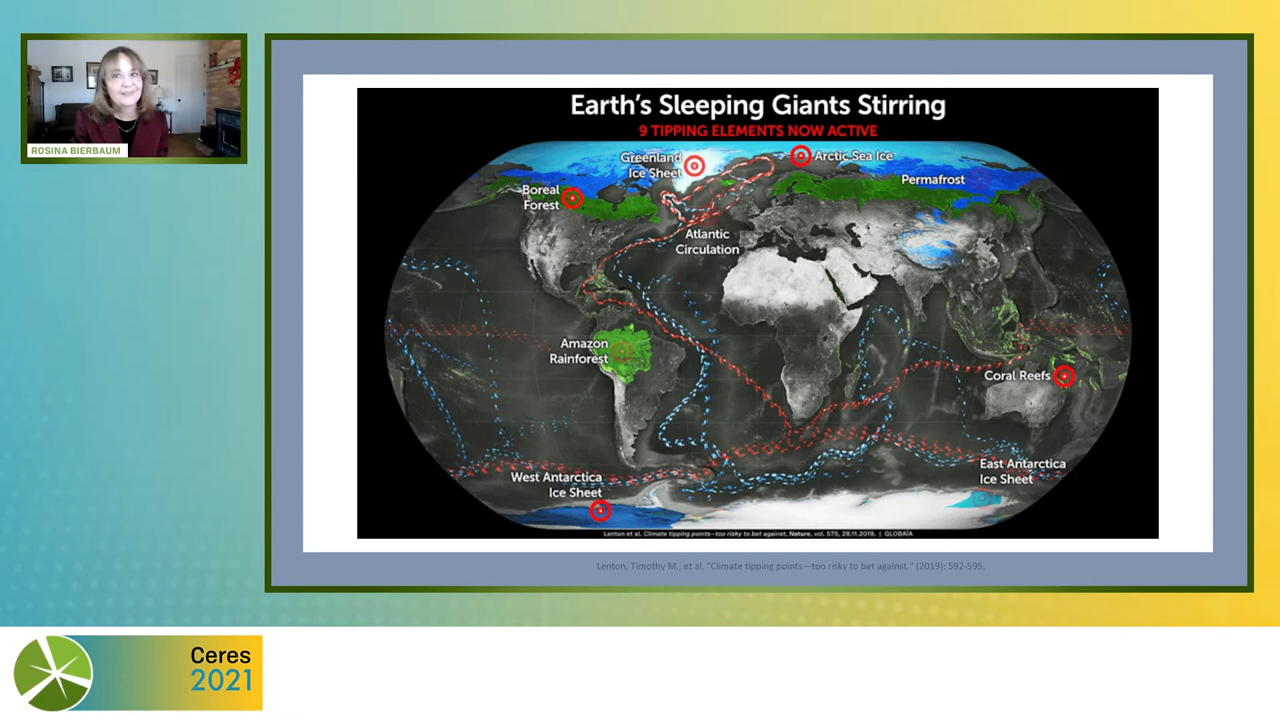 ROSINA BIERBAUM
Earth's Sleeping Giants Stirring
9 TIPPING ELEMENTS NOW ACTIVE
Greenland
Ice Sheet
Arctic Sea Ice
Permafrost
Boreal
Forest
Atlantic
Circulation
Amazon
Rainforest
Coral Reefs
West Antarctica
Ice Sheet
East Antarctica
Ice Sheet
Lenton et al. Climate tipping points—too risky to bet against, Nature, vol. 575, 28.11.2019. | GLOBAÏA
Lenton, Timothy M., et al. "Climate tipping points—too risky to bet against." (2019): 592-595.
Ceres
2021